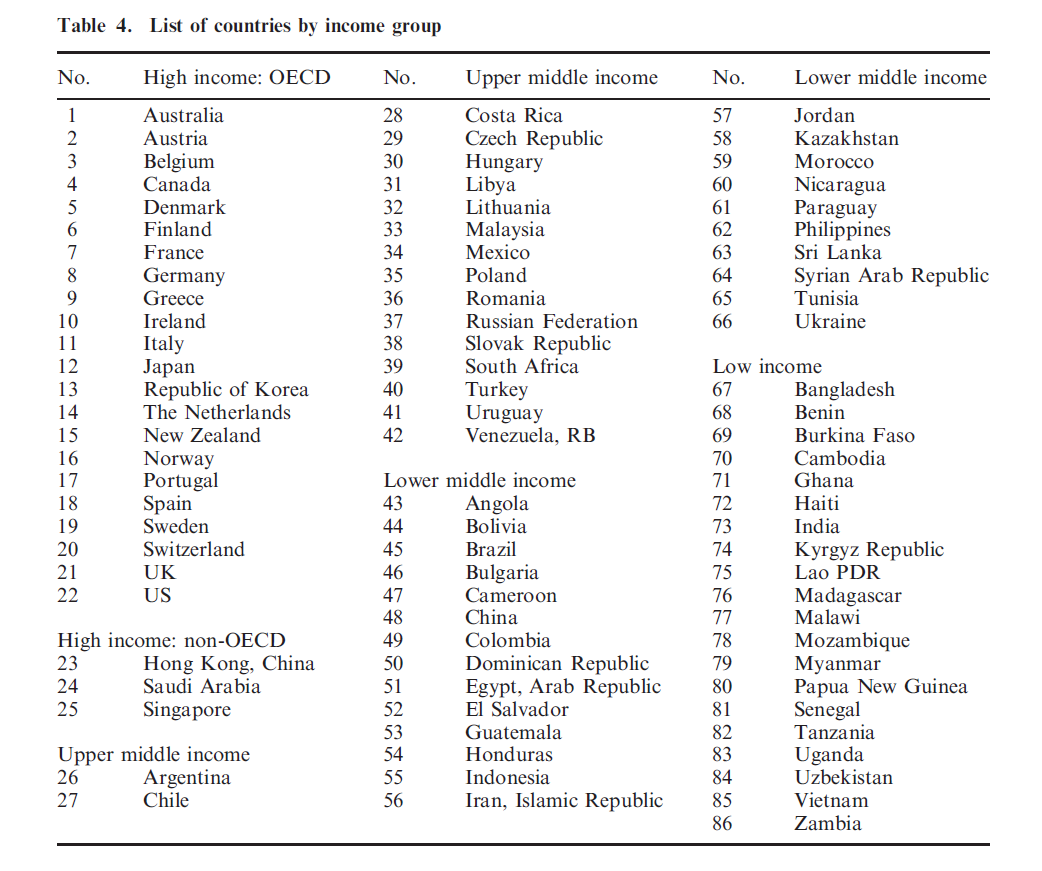 Table 4. List of countries by income group
No. High income: OECD No. Upper middle income No. Lower middle income
1 Australia 28 Costa Rica 57 Jordan
2 Austria 29 Czech Republic 58 Kazakhstan
3 Belgium 30 Hungary 59 Morocco
4 Canada 31 Libya 60 Nicaragua
5 Denmark 32 Lithuania 61 Paraguay
6 Finland 33 Malaysia 62 Philippines
7 France 34 Mexico 63 Sri Lanka
8 Germany 35 Poland 64 Syrian Arab Republic
9 Greece 36 Romania 65 Tunisia
10 Ireland 37 Russian Federation 66 Ukraine
11 Italy 38 Slovak Republic
12 Japan 39 South Africa Low income
13 Republic of Korea 40 Turkey 67 Bangladesh
14 The Netherlands 41 Uruguay 68 Benin
15 New Zealand 42 Venezuela, RB 69 Burkina Faso
16 Norway 70 Cambodia
17 Portugal Lower middle income 71 Ghana
18 Spain 43 Angola 72 Haiti
19 Sweden 44 Bolivia 73 India
20 Switzerland 45 Brazil 74 Kyrgyz Republic
21 UK 46 Bulgaria 75 Lao PDR
22 US 47 Cameroon 76 Madagascar
48 China 77 Malawi
High income: non-OECD 49 Colombia 78 Mozambique
23 Hong Kong, China 50 Dominican Republic 79 Myanmar
24 Saudi Arabia 51 Egypt, Arab Republic 80 Papua New Guinea
25 Singapore 52 El Salvador 81 Senegal
53 Guatemala 82 Tanzania
Upper middle income 54 Honduras 83 Uganda
26 Argentina 55 Indonesia 84 Uzbekistan
27 Chile 56 Iran, Islamic Republic 85 Vietnam
86 Zambia